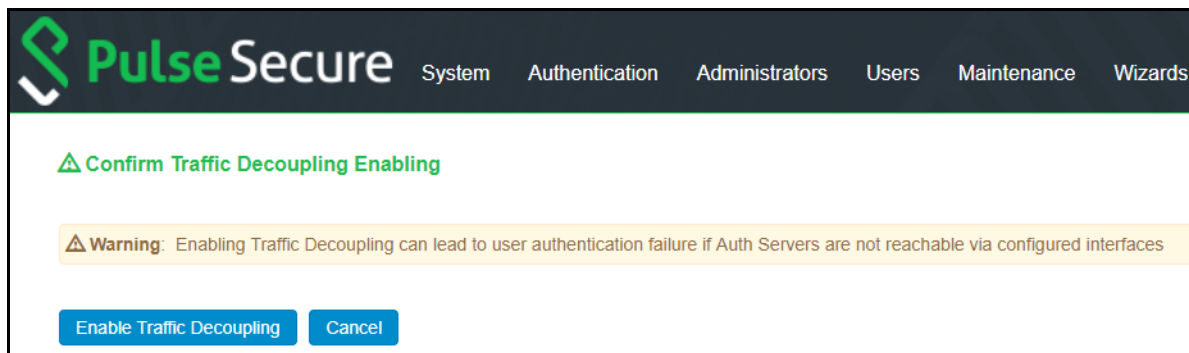 Pulse Secure System Authentication Administrators Users Maintenance Wizards
Confirm Traffic Decoupling Enabling
Warning: Enabling Traffic Decoupling can lead to user authentication failure if Auth Servers are not reachable via configured interfaces
Enable Traffic Decoupling Cancel